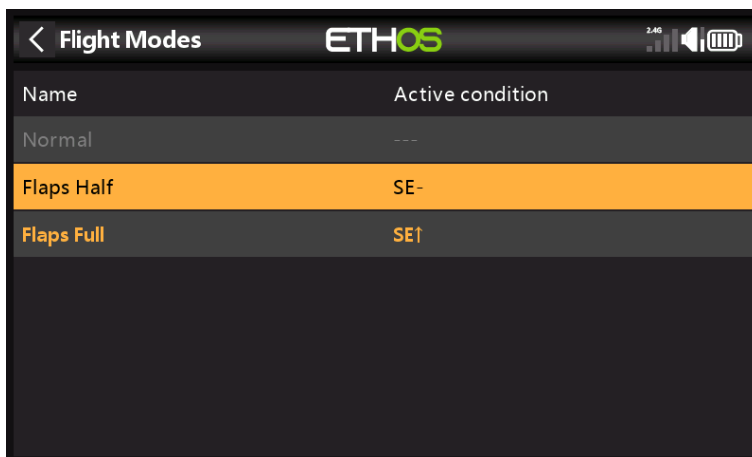 Flight Modes ETHOS 2.4G
Name Active condition
Normal ---
Flaps Half SE-
Flaps Full SE↑